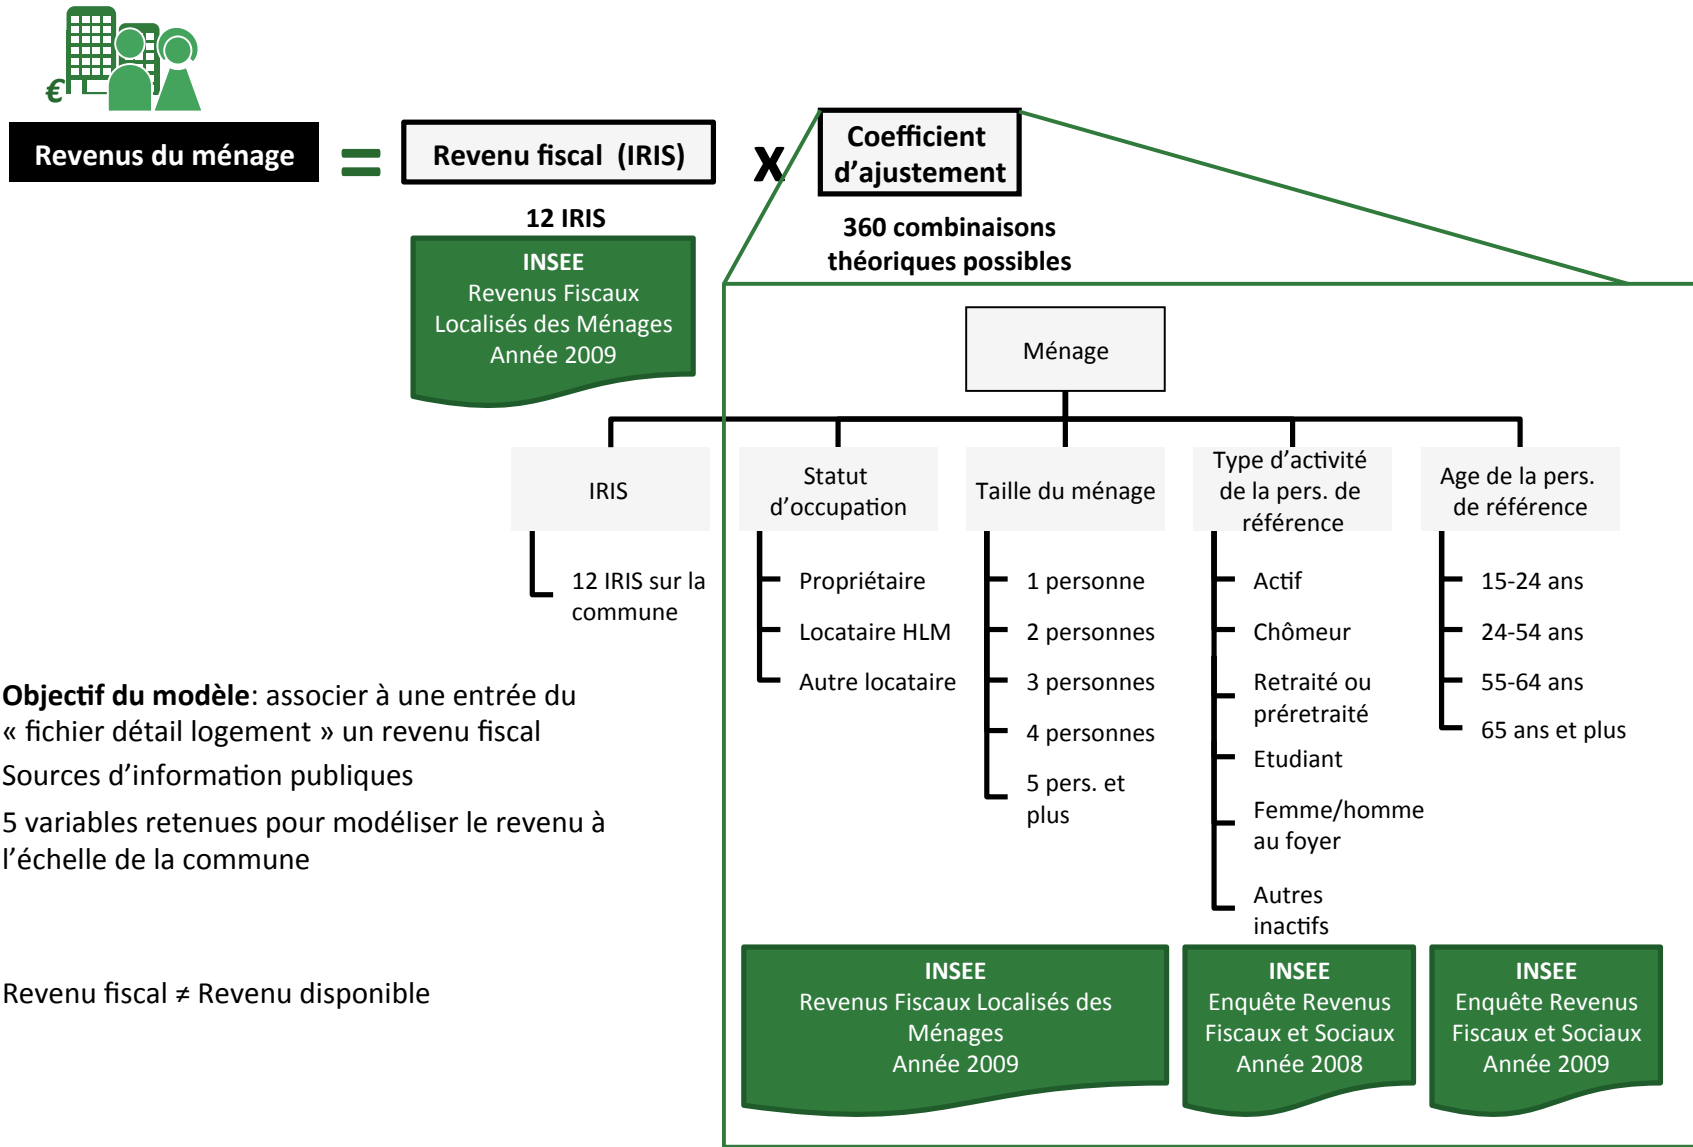 €
Revenus du ménage
=
Revenu fiscal (IRIS)
x
Coefficient
d’ajustement
12 IRIS
INSEE
Revenus Fiscaux
Localisés des Ménages
Année 2009
360 combinaisons
théoriques possibles
Ménage
IRIS
12 IRIS sur la
commune
Statut
d’occupation
Propriétaire
Locataire HLM
Autre locataire
Taille du ménage
1 personne
2 personnes
3 personnes
4 personnes
5 pers. et
plus
Type d’activité
de la pers. de
référence
Actif
Chômeur
Retraité ou
préretraité
Etudiant
Femme/homme
au foyer
Autres
inactifs
Age de la pers.
de référence
15-24 ans
24-54 ans
55-64 ans
65 ans et plus
Objectif du modèle: associer à une entrée du
« fichier détail logement » un revenu fiscal
Sources d’information publiques
5 variables retenues pour modéliser le revenu à
l’échelle de la commune
Revenu fiscal ≠ Revenu disponible
INSEE
Revenus Fiscaux Localisés des
Ménages
Année 2009
INSEE
Enquête Revenus
Fiscaux et Sociaux
Année 2008
INSEE
Enquête Revenus
Fiscaux et Sociaux
Année 2009